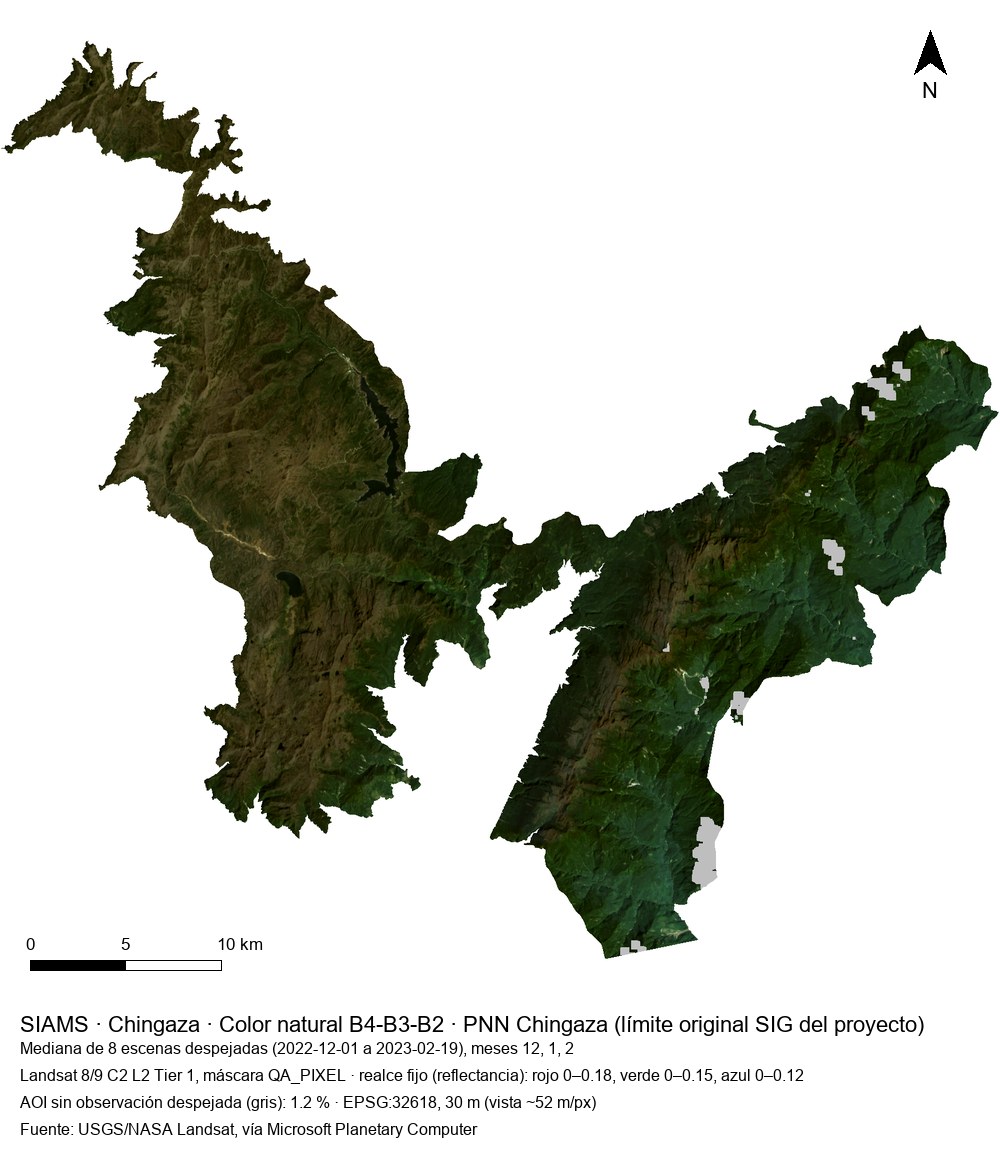 N
0 5 10 km
SIAMS · Chingaza · Color natural B4-B3-B2 · PNN Chingaza (límite original SIG del proyecto)
Mediana de 8 escenas despejadas (2022-12-01 a 2023-02-19), meses 12, 1, 2
Landsat 8/9 C2 L2 Tier 1, máscara QA_PIXEL · realce fijo (reflectancia): rojo 0–0.18, verde 0–0.15, azul 0–0.12
AOI sin observación despejada (gris): 1.2 % · EPSG:32618, 30 m (vista ~52 m/px)
Fuente: USGS/NASA Landsat, vía Microsoft Planetary Computer